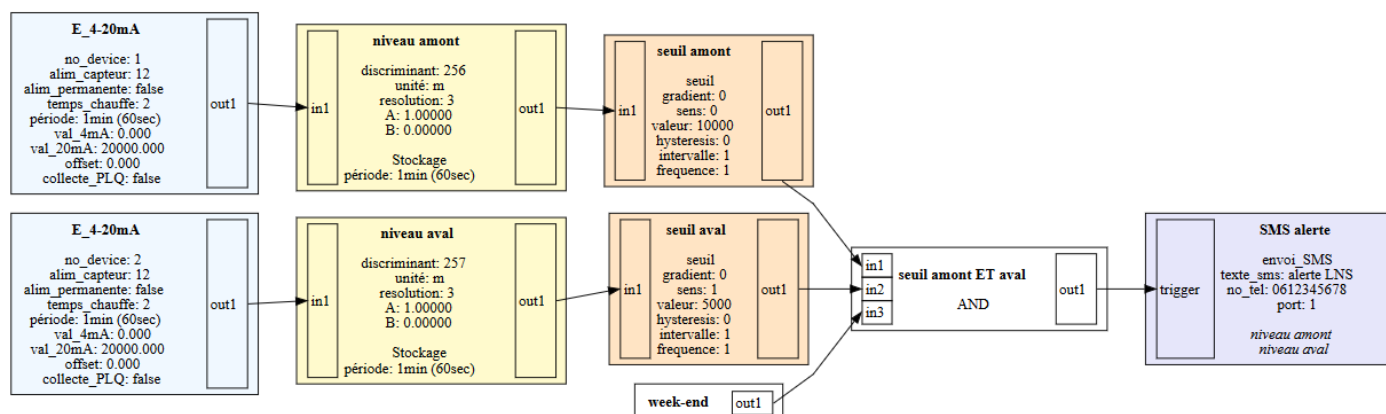 E_4-20mA
no_device: 1
alim_capteur: 12
alim_permanente: false
temps_chauffe: 2
période: 1min (60sec)
val_4mA: 0.000
val_20mA: 20000.000
offset: 0.000
collecte_PLQ: false
out1
niveau amont
in1
discriminant: 256
unité: m
resolution: 3
A: 1.00000
B: 0.00000
Stockage
période: 1min (60sec)
out1
seuil amont
in1
seuil
gradient: 0
sens: 0
valeur: 10000
hysteresis: 0
intervalle: 1
frequence: 1
out1
E_4-20mA
no_device: 2
alim_capteur: 12
alim_permanente: false
temps_chauffe: 2
période: 1min (60sec)
val_4mA: 0.000
val_20mA: 20000.000
offset: 0.000
collecte_PLQ: false
out1
niveau aval
in1
discriminant: 257
unité: m
resolution: 3
A: 1.00000
B: 0.00000
Stockage
période: 1min (60sec)
out1
seuil aval
in1
seuil
gradient: 0
sens: 1
valeur: 5000
hysteresis: 0
intervalle: 1
frequence: 1
out1
week-end
out1
in1
in2
in3
seuil amont ET aval
AND
out1
SMS alerte
trigger
envoi_SMS
texte_sms: alerte LNS
no_tel: 0612345678
port: 1
niveau amont
niveau aval